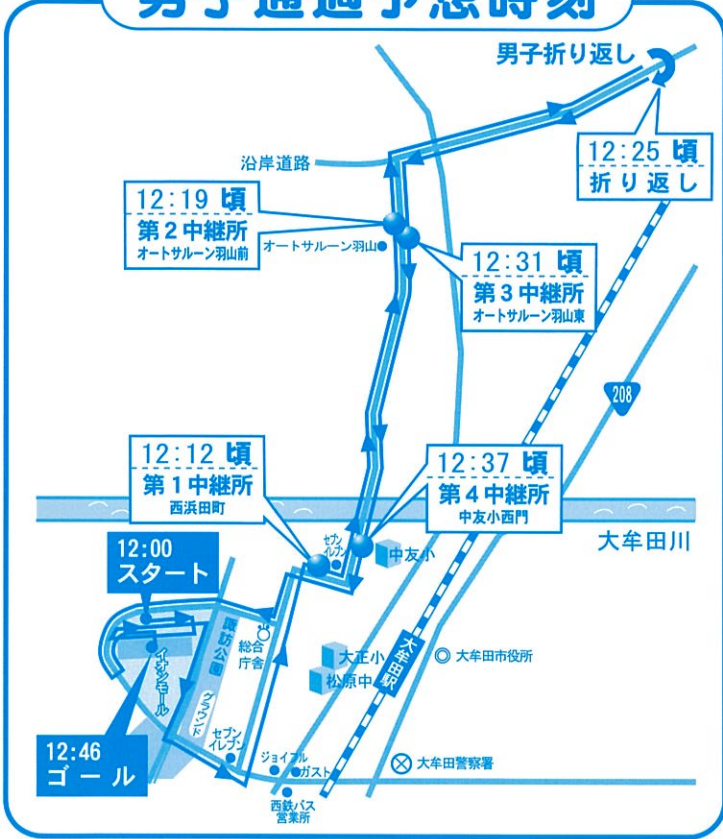 男子通過予想時刻
男子折り返し
12:25 頃
折り返し
沿岸道路
12:19 頃
第2中継所
オートサルーン羽山前
オートサルーン羽山
12:31 頃
第3中継所
オートサルーン羽山東
208
12:12 頃
第1中継所
西浜田町
12:37 頃
第4中継所
中友小西門
大牟田川
セブン
イレブン
中友小
12:00
スタート
諏訪公園
総合
庁舎
イオンモール
グラウンド
大正小
松原中
大牟田駅
大牟田市役所
12:46
ゴール
セブン
イレブン
ジョイフル
ガスト
西鉄バス
営業所
大牟田警察署